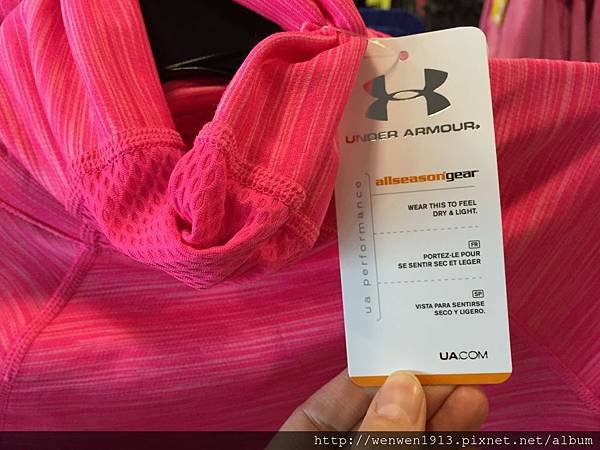 UNDER ARMOUR®
allseasongear
WEAR THIS TO FEEL
DRY & LIGHT.
FR
PORTEZ-LE POUR
SE SENTIR SEC ET LEGER
SP
VISTA PARA SENTIRSE
SECO Y LIGERO.
ua performance
UA.COM
http://wenwen1913.pixnet.net/album